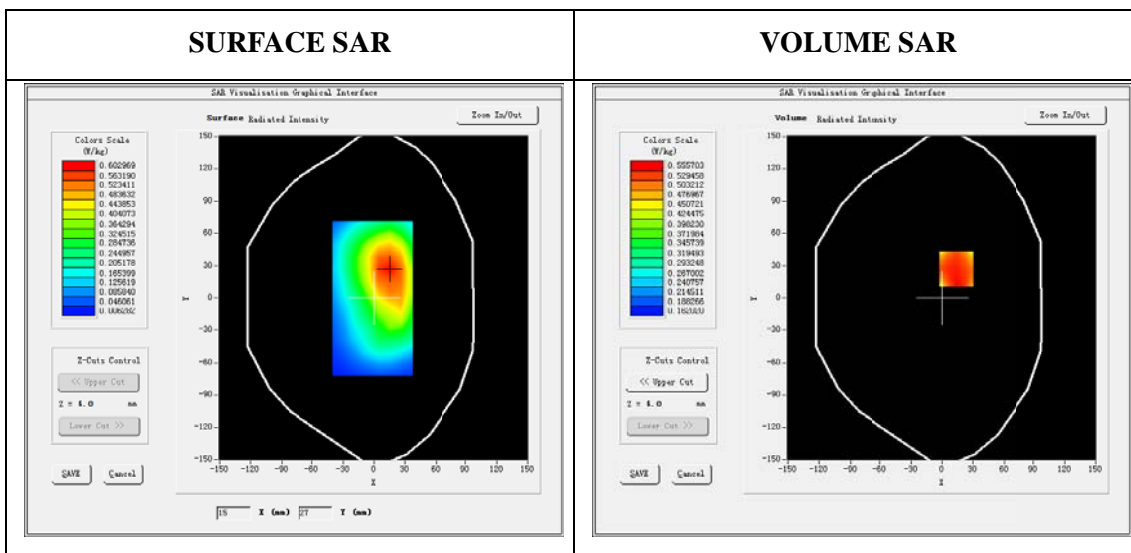 SURFACE SAR
VOLUME SAR
SAR Visualisation Graphical Interface
Surface Radiated Intensity
Zoom In/Out
Colors Scale
(W/kg)
0.602969
0.563190
0.523411
0.483632
0.443853
0.404073
0.364294
0.324515
0.284736
0.244957
0.205178
0.165399
0.125619
0.085840
0.046061
0.006282
150
120
90
60
30
0
-30
-60
-90
-120
-150
Y
-150 -120 -90 -60 -30 0 30 60 90 120 150
X
Z-Cuts Control
<< Upper Cut
Z = 4.0 mm
Lower Cut >>
SAVE Cancel
15 X (mm) 27 Y (mm)
SAR Visualisation Graphical Interface
Volume Radiated Intensity
Zoom In/Out
Colors Scale
(W/kg)
0.555703
0.529458
0.503212
0.476967
0.450721
0.424475
0.398230
0.371984
0.345739
0.319493
0.293248
0.267002
0.240757
0.214511
0.188266
0.162020
150
120
90
60
30
0
-30
-60
-90
-120
-150
Y
-150 -120 -90 -60 -30 0 30 60 90 120 150
X
Z-Cuts Control
<< Upper Cut
Z = 4.0 mm
Lower Cut >>
SAVE Cancel